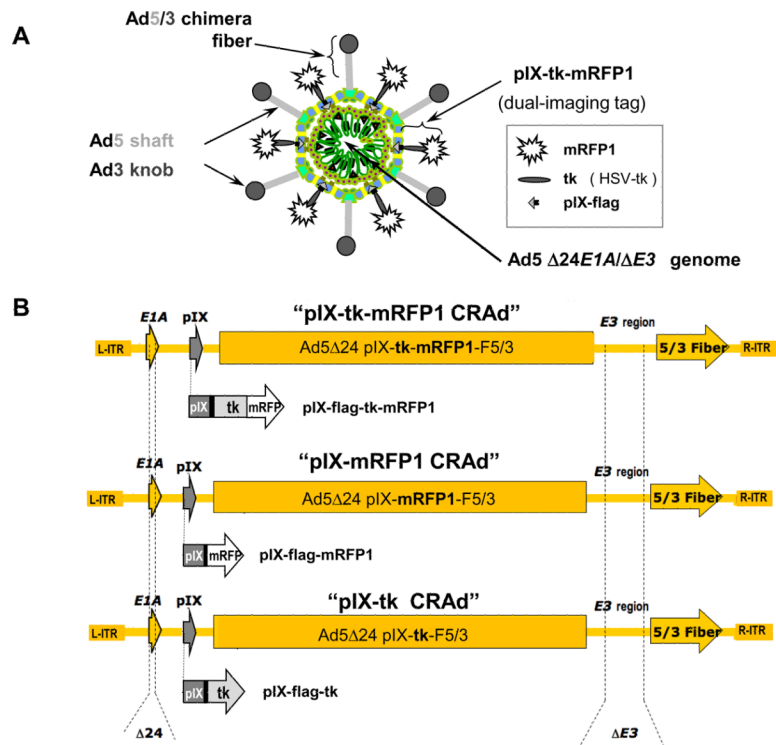 A
Ad5/3 chimera
fiber
pIX-tk-mRFP1
(dual-imaging tag)
Ad5 shaft
Ad3 knob
mRFP1
tk ( HSV-tk )
pIX-flag
Ad5 Δ24E1A/ΔE3 genome
B
“pIX-tk-mRFP1 CRAd”
E1A pIX E3 region
L-ITR Ad5Δ24 pIX-tk-mRFP1-F5/3 5/3 Fiber R-ITR
pIX tk mRFP pIX-flag-tk-mRFP1
“pIX-mRFP1 CRAd”
E1A pIX E3 region
L-ITR Ad5Δ24 pIX-mRFP1-F5/3 5/3 Fiber R-ITR
pIX mRFP pIX-flag-mRFP1
“pIX-tk CRAd”
E1A pIX E3 region
L-ITR Ad5Δ24 pIX-tk-F5/3 5/3 Fiber R-ITR
pIX tk pIX-flag-tk
Δ24 ΔE3